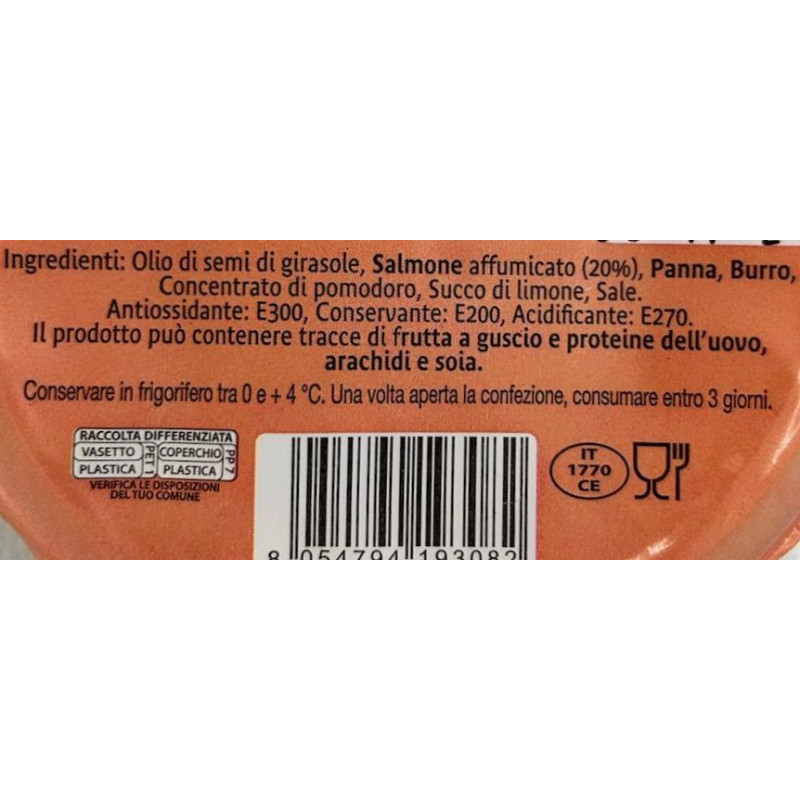 Ingredienti: Olio di semi di girasole, Salmone affumicato (20%), Panna, Burro,
Concentrato di pomodoro, Succo di limone, Sale.
Antiossidante: E300, Conservante: E200, Acidificante: E270.
Il prodotto può contenere tracce di frutta a guscio e proteine dell'uovo,
arachidi e soia.
Conservare in frigorifero tra 0 e + 4 °C. Una volta aperta la confezione, consumare entro 3 giorni.
RACCOLTA DIFFERENZIATA
VASETTO PLASTICA PET 1 COPERCHIO PLASTICA PP 7
VERIFICA LE DISPOSIZIONI
DEL TUO COMUNE
8 054794 193082
IT
1770
CE